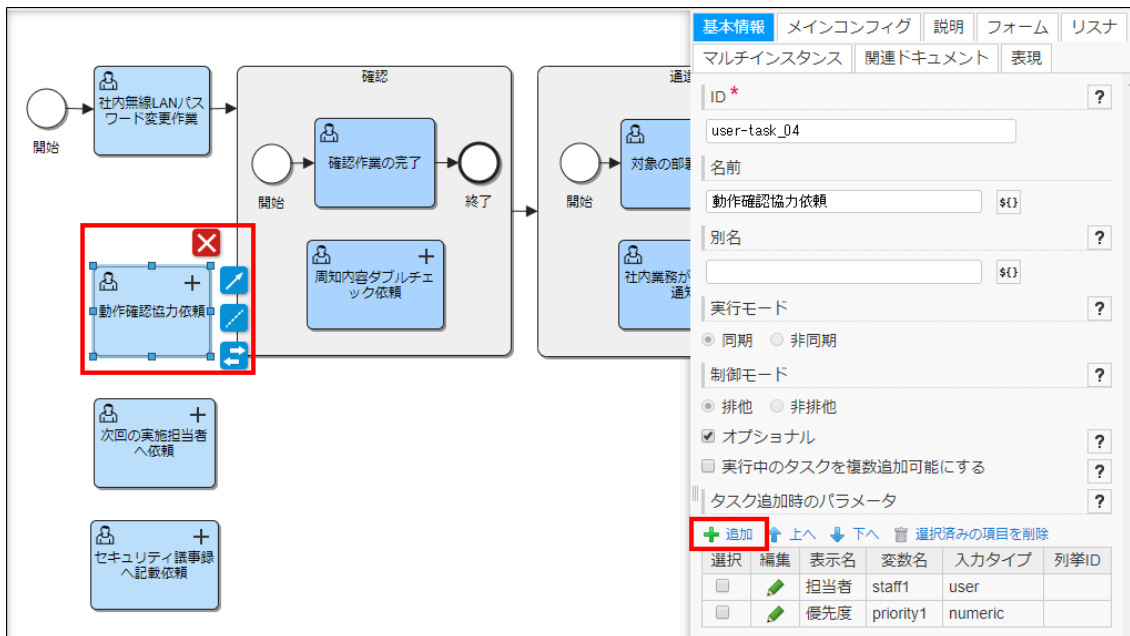 開始
社内無線LANパス
ワード変更作業
確認
開始
確認作業の完了
終了
周知内容ダブルチェ
ック依頼
開始
対象の部
社内業務が
動作確認協力依頼
次回の実施担当者
へ依頼
セキュリティ議事録
へ記載依頼
基本情報 メインコンフィグ 説明 フォーム リスナ
マルチインスタンス 関連ドキュメント 表現
ID * ?
user-task_04
名前
動作確認協力依頼 ${}
別名 ?
${}
実行モード ?
同期 非同期
制御モード ?
排他 非排他
オプショナル ?
実行中のタスクを複数追加可能にする ?
タスク追加時のパラメータ ?
追加 上へ 下へ 選択済みの項目を削除
選択 編集 表示名 変数名 入力タイプ 列挙ID
担当者 staff1 user
優先度 priority1 numeric